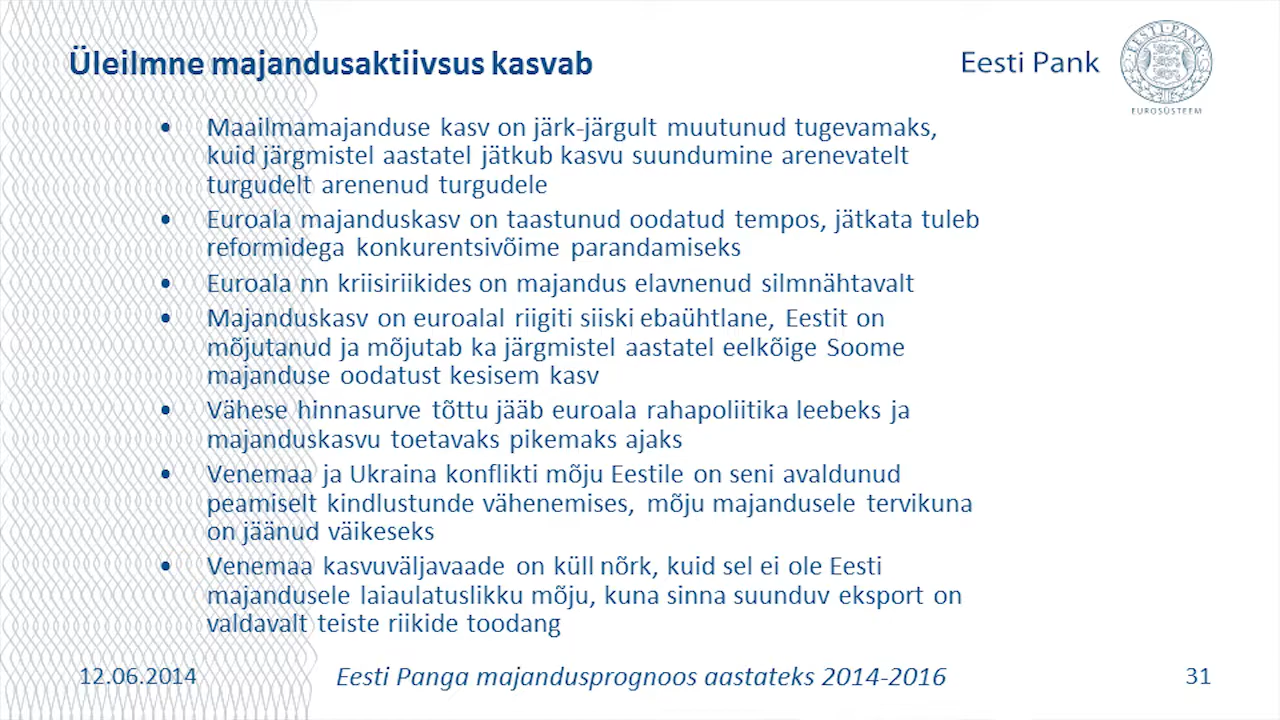 Üleilmne majandusaktiivsus kasvab
Eesti Pank
EESTI PANK
EUROSÜSTEEM
• Maailmamajanduse kasv on järk-järgult muutunud tugevamaks,
kuid järgmistel aastatel jätkub kasvu suundumine arenevatelt
turgudelt arenenud turgudele
• Euroala majanduskasv on taastunud oodatud tempos, jätkata tuleb
reformidega konkurentsivõime parandamiseks
• Euroala nn kriisiriikides on majandus elavnenud silmnähtavalt
• Majanduskasv on euroalal riigiti siiski ebaühtlane, Eestit on
mõjutanud ja mõjutab ka järgmistel aastatel eelkõige Soome
majanduse oodatust kesisem kasv
• Vähese hinnasurve tõttu jääb euroala rahapoliitika leebeks ja
majanduskasvu toetavaks pikemaks ajaks
• Venemaa ja Ukraina konflikti mõju Eestile on seni avaldunud
peamiselt kindlustunde vähenemises, mõju majandusele tervikuna
on jäänud väikeseks
• Venemaa kasvuväljavaade on küll nõrk, kuid sel ei ole Eesti
majandusele laiaulatuslikku mõju, kuna sinna suunduv eksport on
valdavalt teiste riikide toodang
12.06.2014
Eesti Panga majandusprognoos aastateks 2014-2016
31